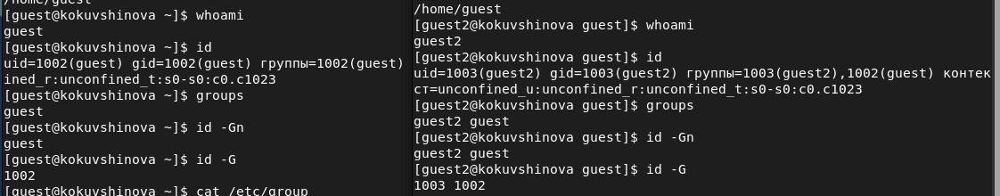 /home/guest
[guest@kokuvshinova ~]$ whoami
guest
[guest@kokuvshinova ~]$ id
uid=1002(guest) gid=1002(guest) группы=1002(guest)
ined_r:unconfined_t:s0-s0:c0.c1023
[guest@kokuvshinova ~]$ groups
guest
[guest@kokuvshinova ~]$ id -Gn
guest
[guest@kokuvshinova ~]$ id -G
1002
[guest@kokuvshinova ~]$ cat /etc/group
/home/guest
[guest2@kokuvshinova guest]$ whoami
guest2
[guest2@kokuvshinova guest]$ id
uid=1003(guest2) gid=1003(guest2) группы=1003(guest2),1002(guest) контек
ст=unconfined_u:unconfined_r:unconfined_t:s0-s0:c0.c1023
[guest2@kokuvshinova guest]$ groups
guest2 guest
[guest2@kokuvshinova guest]$ id -Gn
guest2 guest
[guest2@kokuvshinova guest]$ id -G
1003 1002